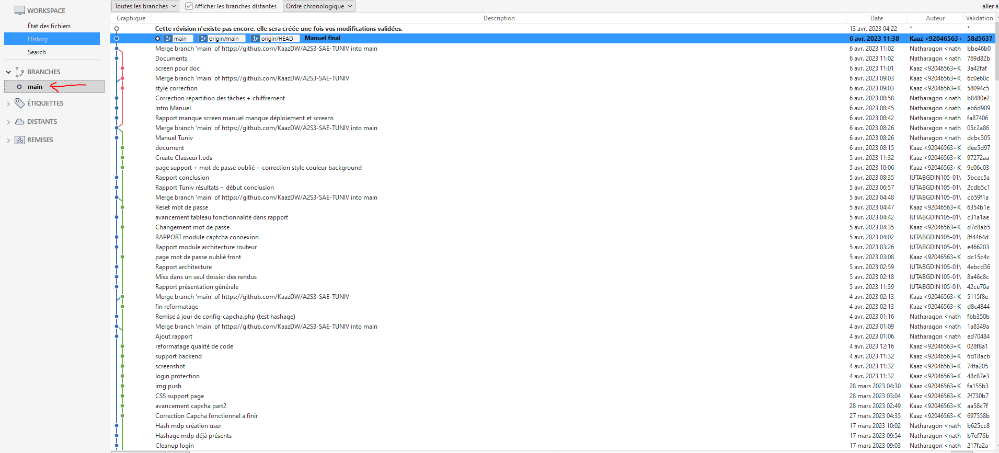 WORKSPACE
État des fichiers
History
Search
BRANCHES
main
ÉTIQUETTES
DISTANTS
REMISES
Toutes les branches Afficher les branches distantes Ordre chronologique aller à
Graphique Description Date Auteur Validation
Cette révision n'existe pas encore, elle sera créée une fois vos modifications validées. 13 avr. 2023 04:22 * *
main origin/main origin/HEAD Manuel final 6 avr. 2023 11:38 Kaaz <92046563+ 58d5637
Merge branch 'main' of https://github.com/KaazDW/A2S3-SAE-TUNIV into main 6 avr. 2023 11:02 Natharagon <nath bbe46b0
Documents 6 avr. 2023 11:02 Natharagon <nath 769d82b
screen pour doc 6 avr. 2023 11:01 Kaaz <92046563+K 3a42faf
Merge branch 'main' of https://github.com/KaazDW/A2S3-SAE-TUNIV 6 avr. 2023 09:03 Kaaz <92046563+K 6c0e60c
style correction 6 avr. 2023 09:03 Kaaz <92046563+K 58094c5
Correction répartition des tâches + chiffrement 6 avr. 2023 08:58 Natharagon <nath b8480e2
Intro Manuel 6 avr. 2023 08:45 Natharagon <nath eb6d909
Rapport manque screen manuel manque déploiement et screens 6 avr. 2023 08:42 Natharagon <nath fa87406
Merge branch 'main' of https://github.com/KaazDW/A2S3-SAE-TUNIV into main 6 avr. 2023 08:26 Natharagon <nath 05c2a86
Manuel Tuniv 6 avr. 2023 08:26 Natharagon <nath dcbc305
document 6 avr. 2023 08:15 Kaaz <92046563+K dee5d97
Create Classeur1.ods 5 avr. 2023 11:32 Kaaz <92046563+K 97272aa
page support + mot de passe oublié + correction style couleur background 5 avr. 2023 10:06 Kaaz <92046563+K 9e06c03
Rapport conclusion 5 avr. 2023 08:35 IUTABGDIN105-01\ 5bcec5a
Rapport Tuniv résultats + début conclusion 5 avr. 2023 06:57 IUTABGDIN105-01\ 2cdb5c1
Merge branch 'main' of https://github.com/KaazDW/A2S3-SAE-TUNIV into main 5 avr. 2023 04:48 IUTABGDIN105-01\ cb59f1a
Reset mot de passe 5 avr. 2023 04:47 Kaaz <92046563+K 6354b1e
avancement tableau fonctionnalité dans rapport 5 avr. 2023 04:42 IUTABGDIN105-01\ c31a1ae
Changement mot de passe 5 avr. 2023 04:35 Kaaz <92046563+K d7c8ab5
RAPPORT module captcha connexion 5 avr. 2023 04:02 IUTABGDIN105-01\ 8f4464d
Rapport module architecture routeur 5 avr. 2023 03:26 IUTABGDIN105-01\ e466203
page mot de passe oublié front 5 avr. 2023 03:08 Kaaz <92046563+K dc15c4c
Rapport architecture 5 avr. 2023 02:59 IUTABGDIN105-01\ 4ebcd36
Mise dans un seul dossier des rendus 5 avr. 2023 02:18 IUTABGDIN105-01\ 8a46c8c
Rapport présentation générale 5 avr. 2023 11:39 IUTABGDIN105-01\ 42ce70a
Merge branch 'main' of https://github.com/KaazDW/A2S3-SAE-TUNIV 4 avr. 2023 02:13 Kaaz <92046563+K 5115f8e
fin reformatage 4 avr. 2023 02:13 Kaaz <92046563+K d8c4844
Remise à jour de config-capcha.php (test hashage) 4 avr. 2023 01:16 Natharagon <nath fbb350b
Merge branch 'main' of https://github.com/KaazDW/A2S3-SAE-TUNIV into main 4 avr. 2023 01:09 Natharagon <nath 1a8349a
Ajout rapport 4 avr. 2023 01:06 Natharagon <nath ed70484
reformatage qualité de code 4 avr. 2023 12:16 Kaaz <92046563+K 028f8a1
support backend 4 avr. 2023 11:32 Kaaz <92046563+K 6d18acb
screenshot 4 avr. 2023 11:32 Kaaz <92046563+K 74fa205
login protection 4 avr. 2023 11:32 Kaaz <92046563+K 48c87e3
img push 28 mars 2023 04:30 Kaaz <92046563+K fa155b3
CSS support page 28 mars 2023 03:04 Kaaz <92046563+K 2f730b7
avancement capcha part2 28 mars 2023 02:49 Kaaz <92046563+K aa58c7f
Correction Capcha fonctionnel a finir 27 mars 2023 04:35 Kaaz <92046563+K 697558b
Hash mdp création user 17 mars 2023 10:02 Natharagon <nath b625cc8
Hashage mdp déjà présents 17 mars 2023 09:54 Natharagon <nath b7ef76b
Cleanup login 17 mars 2023 09:03 Natharagon <nath 217fa2a